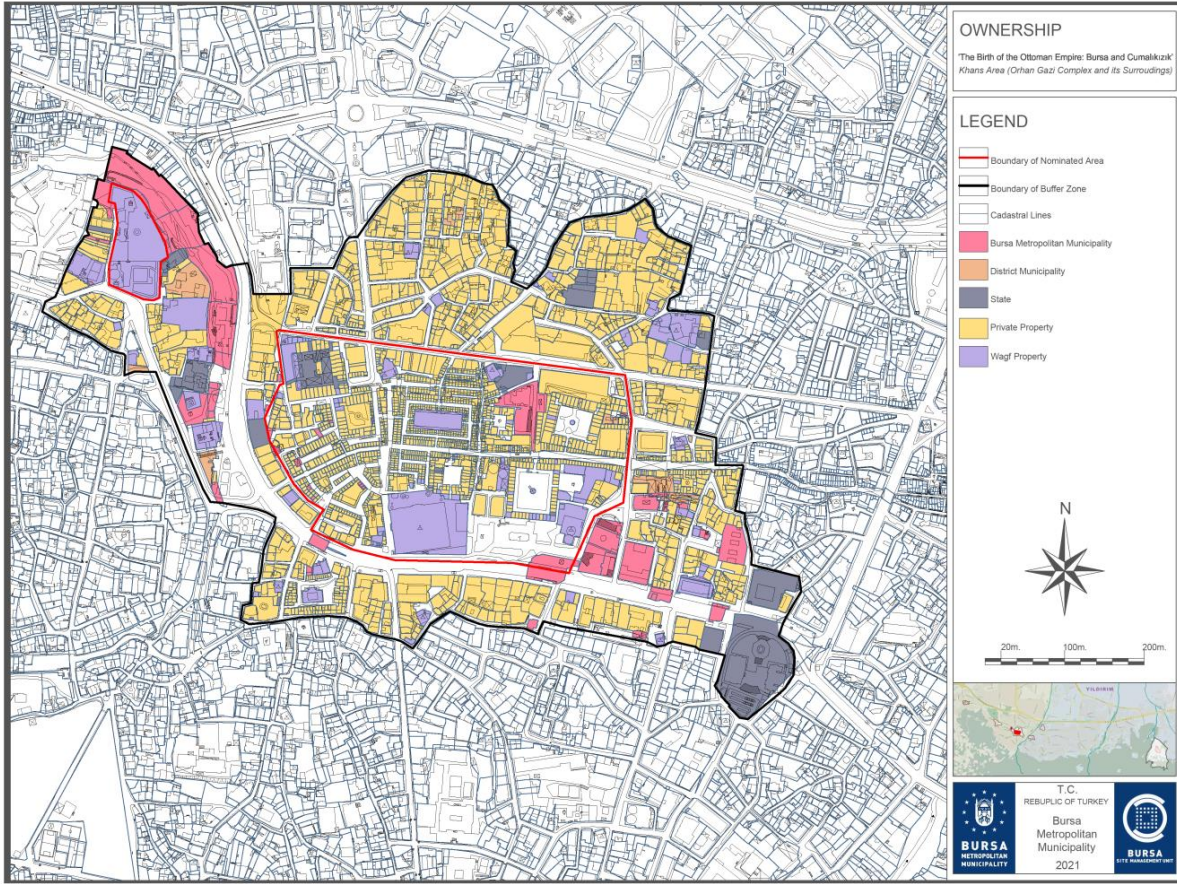 OWNERSHIP
'The Birth of the Ottoman Empire: Bursa and Cumalıkızık'
Khans Area (Orhan Gazi Complex and its Surroudings)
LEGEND
Boundary of Nominated Area
Boundary of Buffer Zone
Cadastral Lines
Bursa Metropolitan Municipality
District Municipality
State
Private Property
Waqf Property
N
20m. 100m. 200m.
YILDIRIM
BURSA
METROPOLITAN
MUNICIPALITY
T.C.
REBUPLIC OF TURKEY
Bursa
Metropolitan
Municipality
2021
BURSA
SITE MANAGEMENT UNIT